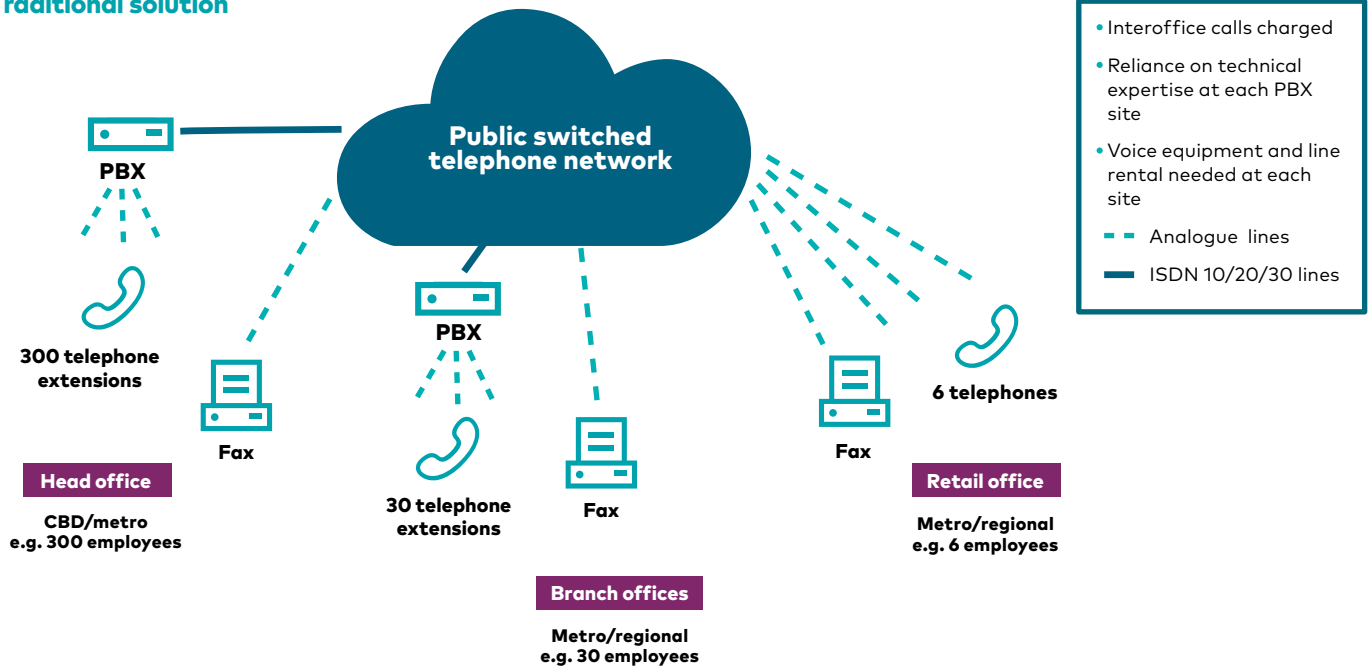 raditional solution
Public switched
telephone network
PBX
300 telephone
extensions
Fax
Head office
CBD/metro
e.g. 300 employees
PBX
30 telephone
extensions
Fax
Branch offices
Metro/regional
e.g. 30 employees
Fax
6 telephones
Retail office
Metro/regional
e.g. 6 employees
• Interoffice calls charged
• Reliance on technical
expertise at each PBX
site
• Voice equipment and line
rental needed at each
site
Analogue lines
ISDN 10/20/30 lines